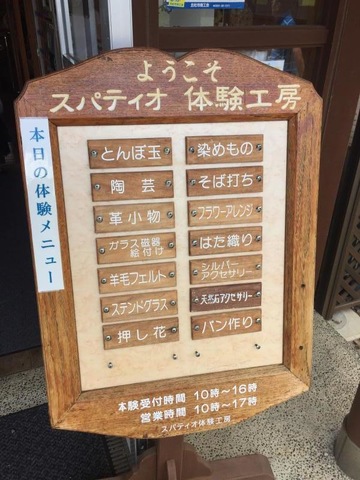 ようこそ
スパティオ 体験工房
本日の体験メニュー
とんぼ玉
陶芸
革小物
ガラス磁器
絵付け
羊毛フェルト
ステンドグラス
押し花
染めもの
そば打ち
フラワーアレンジ
はた織り
シルバー
アクセサリー
天然石アクセサリー
パン作り
体験受付時間 10時〜16時
営業時間 10時〜17時
スパティオ体験工房